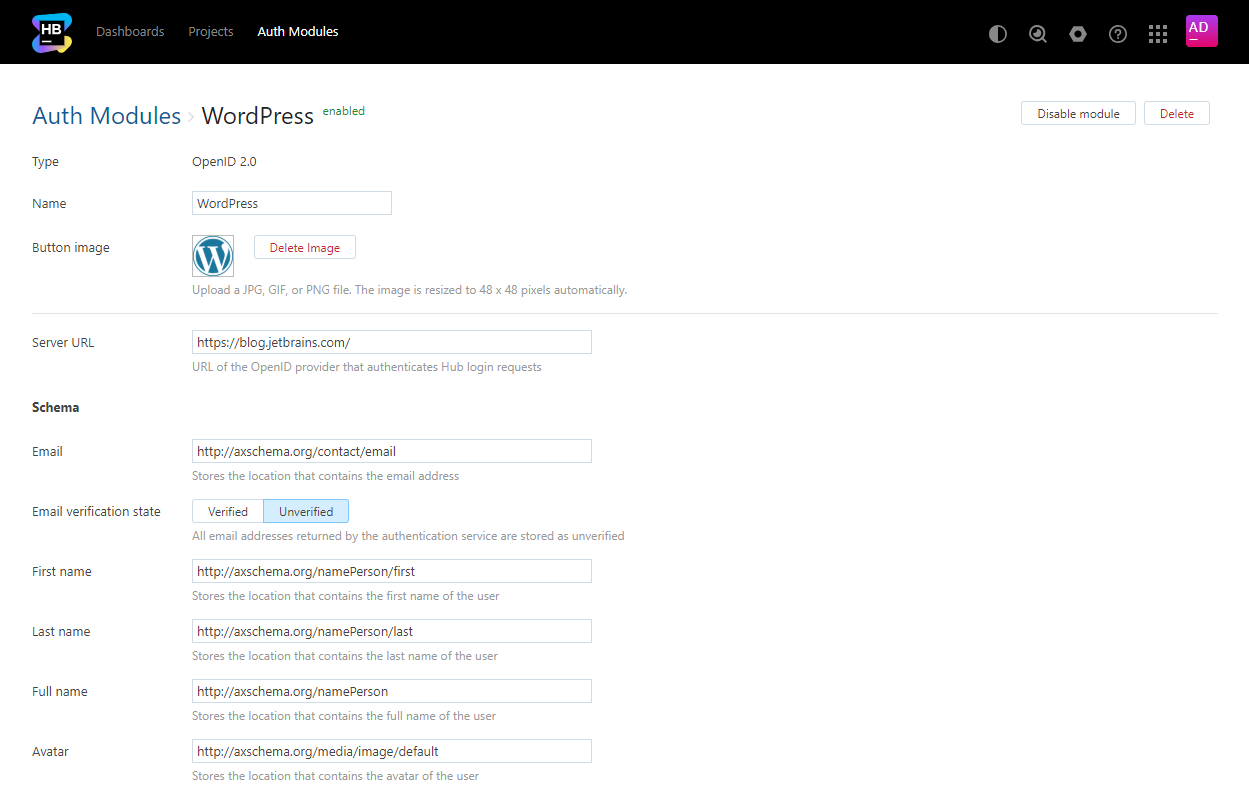 HB
Dashboards Projects Auth Modules
AD
Auth Modules › WordPress enabled
Disable module Delete
Type OpenID 2.0
Name WordPress
Button image Delete Image
Upload a JPG, GIF, or PNG file. The image is resized to 48 x 48 pixels automatically.
Server URL https://blog.jetbrains.com/
URL of the OpenID provider that authenticates Hub login requests
Schema
Email http://axschema.org/contact/email
Stores the location that contains the email address
Email verification state Verified Unverified
All email addresses returned by the authentication service are stored as unverified
First name http://axschema.org/namePerson/first
Stores the location that contains the first name of the user
Last name http://axschema.org/namePerson/last
Stores the location that contains the last name of the user
Full name http://axschema.org/namePerson
Stores the location that contains the full name of the user
Avatar http://axschema.org/media/image/default
Stores the location that contains the avatar of the user